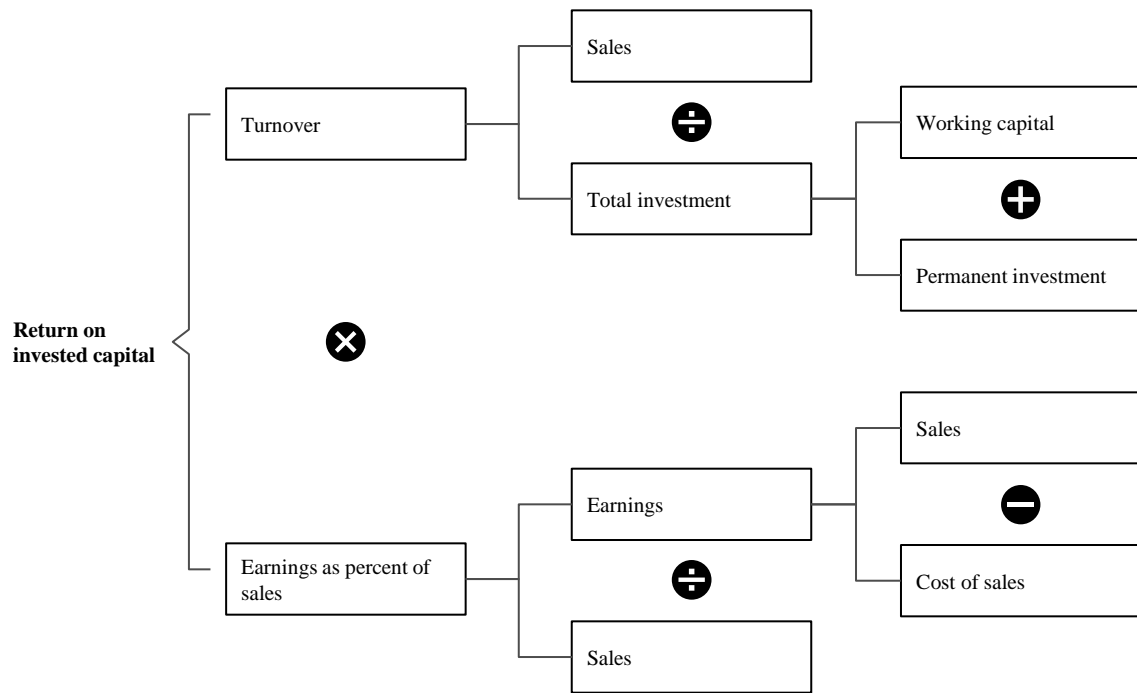 Sales
Turnover
÷
Working capital
Total investment
+
Permanent investment
Return on
invested capital
×
Sales
Earnings
−
Earnings as percent of
sales
÷
Cost of sales
Sales